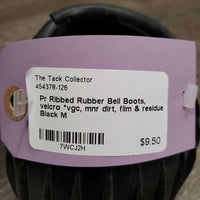 The Tack Collector
454378-126
Pr Ribbed Rubber Bell Boots,
velcro *vgc, mnr dirt, film & residue
Black M
$9.50
7WCJ2H